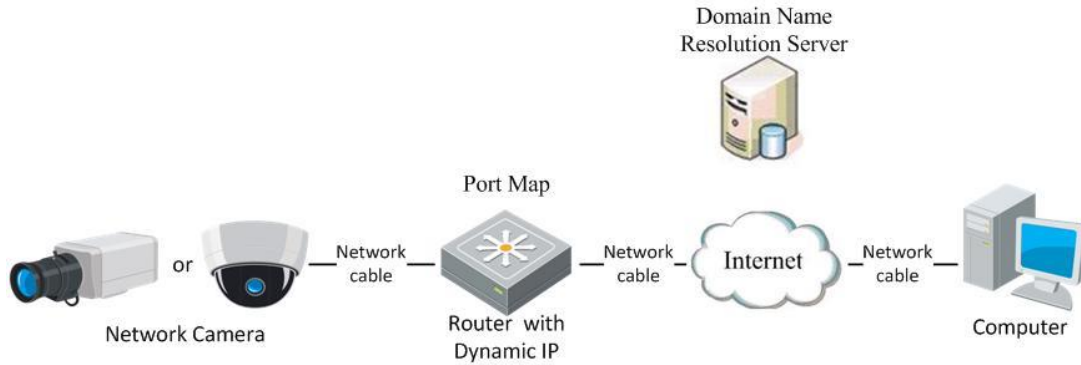 Domain Name
Resolution Server
Port Map
or
Network
cable
Network
cable
Internet
Network
cable
Network Camera
Router with
Dynamic IP
Computer